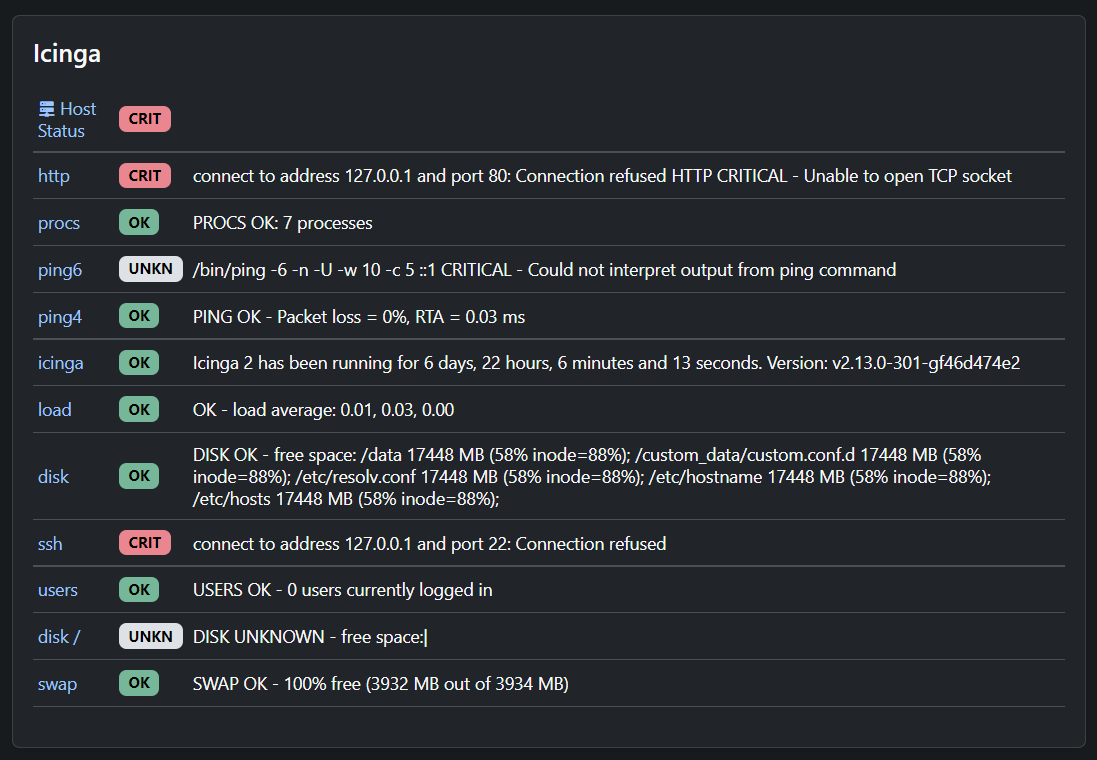 Icinga
Host
Status
CRIT
http CRIT connect to address 127.0.0.1 and port 80: Connection refused HTTP CRITICAL - Unable to open TCP socket
procs OK PROCS OK: 7 processes
ping6 UNKN /bin/ping -6 -n -U -w 10 -c 5 ::1 CRITICAL - Could not interpret output from ping command
ping4 OK PING OK - Packet loss = 0%, RTA = 0.03 ms
icinga OK Icinga 2 has been running for 6 days, 22 hours, 6 minutes and 13 seconds. Version: v2.13.0-301-gf46d474e2
load OK OK - load average: 0.01, 0.03, 0.00
disk OK DISK OK - free space: /data 17448 MB (58% inode=88%); /custom_data/custom.conf.d 17448 MB (58%
inode=88%); /etc/resolv.conf 17448 MB (58% inode=88%); /etc/hostname 17448 MB (58% inode=88%);
/etc/hosts 17448 MB (58% inode=88%);
ssh CRIT connect to address 127.0.0.1 and port 22: Connection refused
users OK USERS OK - 0 users currently logged in
disk / UNKN DISK UNKNOWN - free space:|
swap OK SWAP OK - 100% free (3932 MB out of 3934 MB)